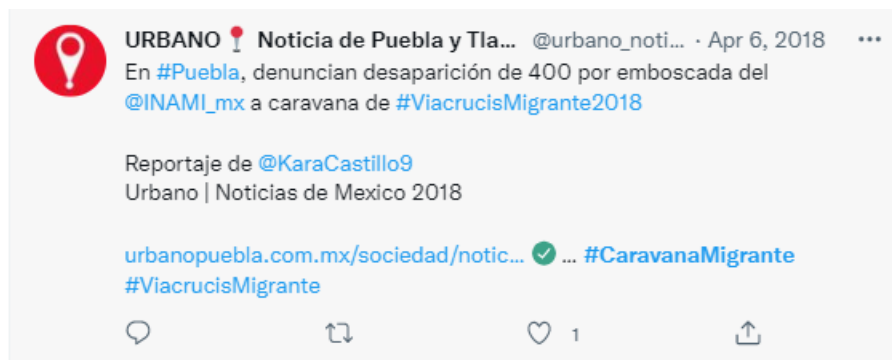 URBANO Noticia de Puebla y Tla... @urbano_noti... · Apr 6, 2018
En #Puebla, denuncian desaparición de 400 por emboscada del
@INAMI_mx a caravana de #ViacrucisMigrante2018
Reportaje de @KaraCastillo9
Urbano | Noticias de Mexico 2018
urbanopuebla.com.mx/sociedad/notic... ... #CaravanaMigrante
#ViacrucisMigrante
1